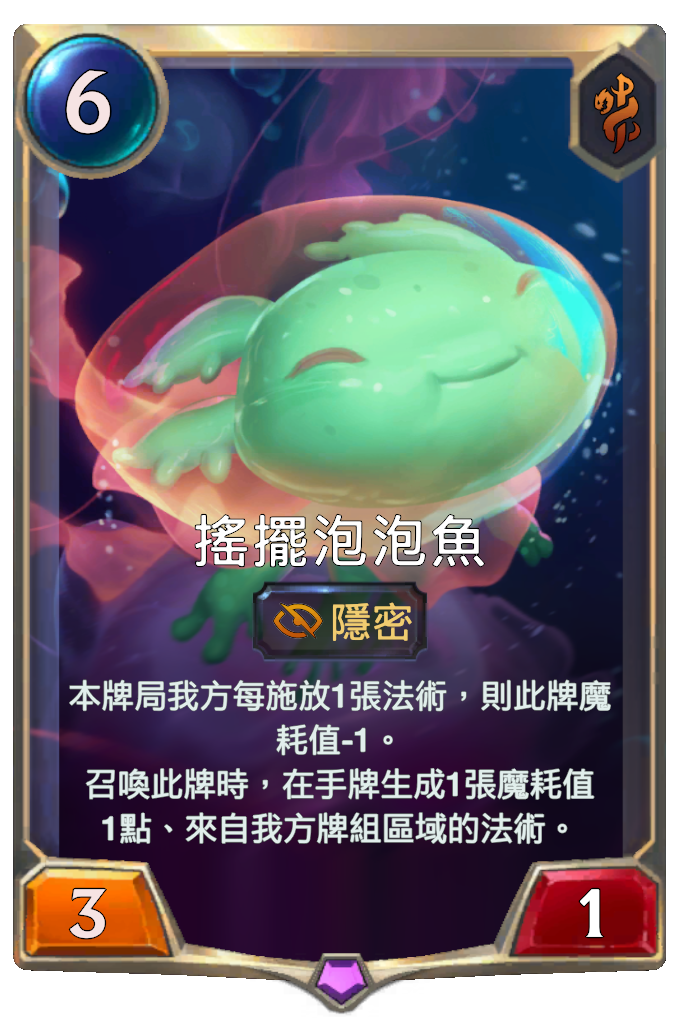 6
搖擺泡泡魚
隱密
本牌局我方每施放1張法術，則此牌魔
耗值-1。
召喚此牌時，在手牌生成1張魔耗值
1點、來自我方牌組區域的法術。
3
1